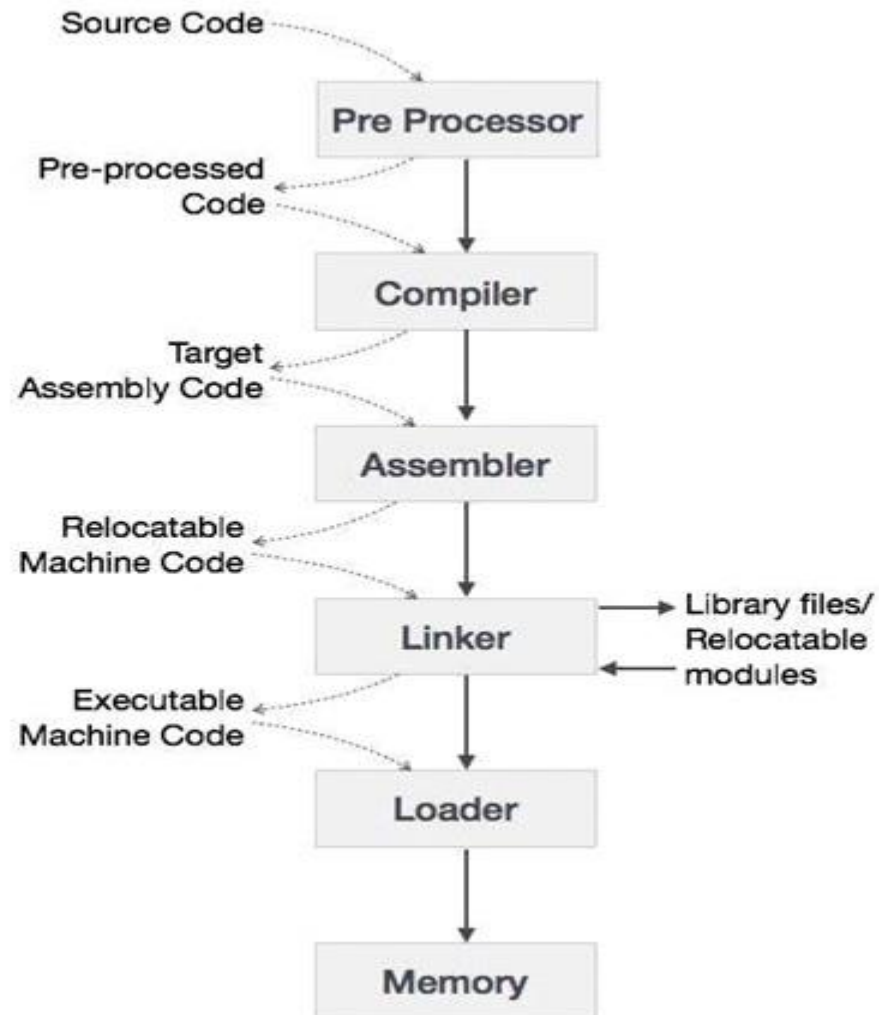 Source Code
Pre Processor
Pre-processed
Code
Compiler
Target
Assembly Code
Assembler
Relocatable
Machine Code
Linker
Library files/
Relocatable
modules
Executable
Machine Code
Loader
Memory